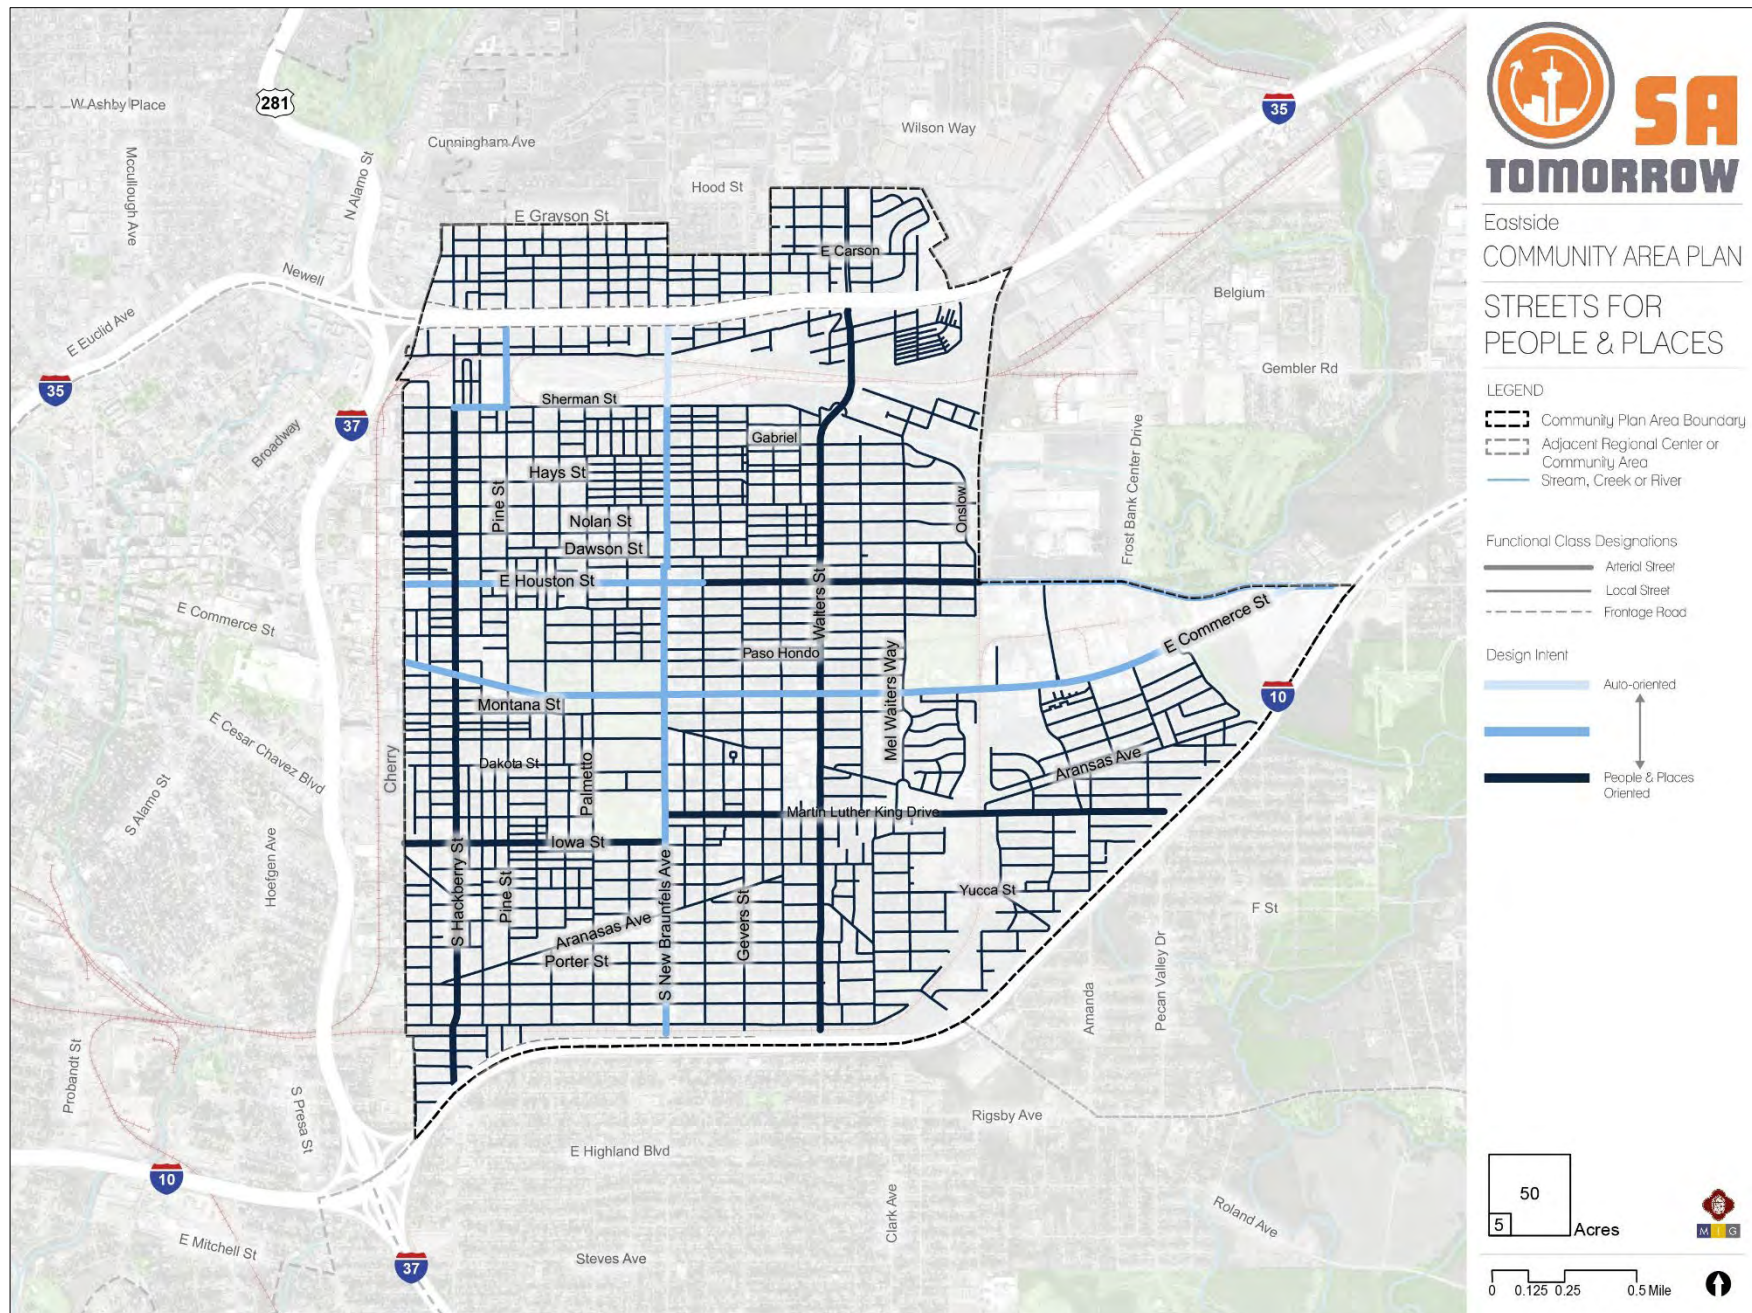 W Ashby Place
281
Mccullough Ave
N Alamo St
Cunningham Ave
Wilson Way
35
Hood St
E Grayson St
E Carson
Newell
Belgium
E Euclid Ave
35
37
Broadway
Gembler Rd
Sherman St
Gabriel
Frost Bank Center Drive
Hays St
Pine St
Onslow
Nolan St
Dawson St
E Houston St
Walters St
E Commerce St
E Commerce St
Paso Hondo
Mel Waiters Way
Montana St
10
E Cesar Chavez Blvd
Cherry
Dakota St
Palmetto
Aransas Ave
S Alamo St
Martin Luther King Drive
Iowa St
Hoefgen Ave
S Hackberry St
Pine St
S New Braunfels Ave
Gevers St
Yucca St
F St
Aranasas Ave
Porter St
Pecan Valley Dr
Amanda
Probandt St
S Presa St
Rigsby Ave
E Highland Blvd
10
Clark Ave
Roland Ave
E Mitchell St
Steves Ave
37
SA
TOMORROW
Eastside
COMMUNITY AREA PLAN
STREETS FOR
PEOPLE & PLACES
LEGEND
Community Plan Area Boundary
Adjacent Regional Center or
Community Area
Stream, Creek or River
Functional Class Designations
Arterial Street
Local Street
Frontage Road
Design Intent
Auto-oriented
People & Places
Oriented
50
5
Acres
M I G
0 0.125 0.25 0.5 Mile